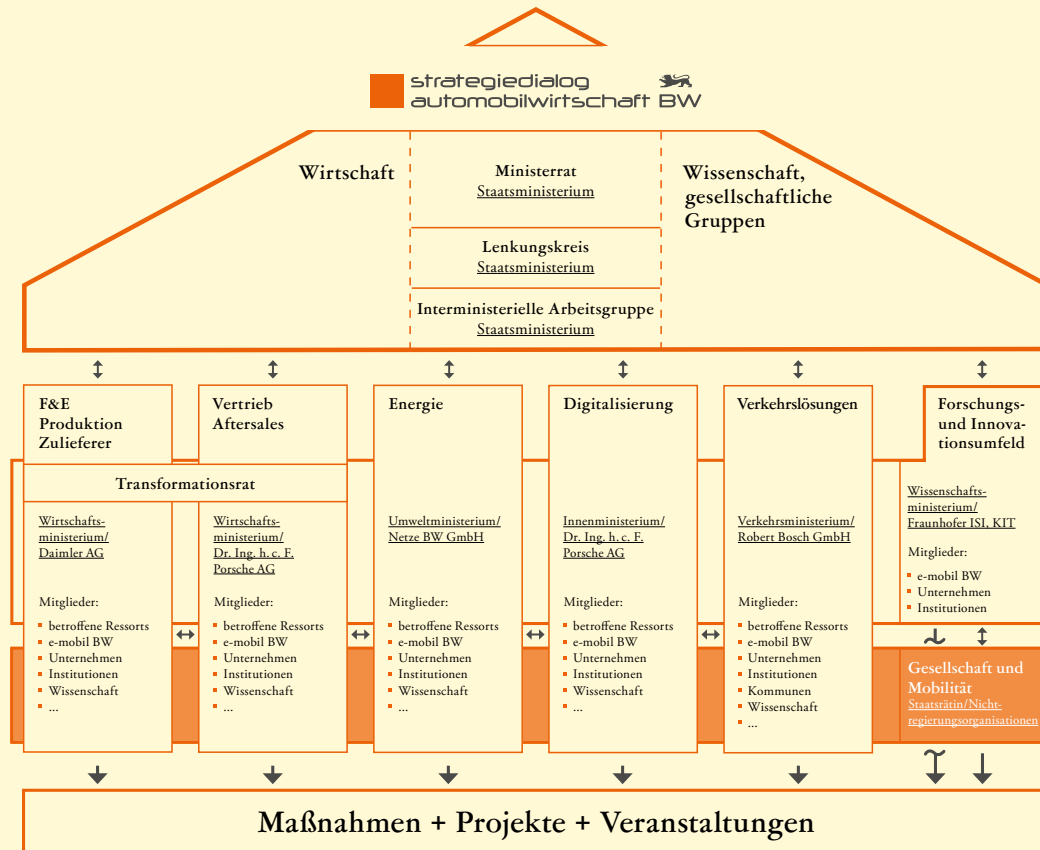 strategiedialog
automobilwirtschaft BW
Wirtschaft
Ministerrat
Staatsministerium
Lenkungskreis
Staatsministerium
Interministerielle Arbeitsgruppe
Staatsministerium
Wissenschaft,
gesellschaftliche
Gruppen
F&E
Produktion
Zulieferer
Vertrieb
Aftersales
Energie
Digitalisierung
Verkehrslösungen
Forschungs-
und Innova-
tionsumfeld
Transformationsrat
Wirtschafts-
ministerium/
Daimler AG
Mitglieder:
betroffene Ressorts
e-mobil BW
Unternehmen
Institutionen
Wissenschaft
...
Wirtschafts-
ministerium/
Dr. Ing. h. c. F.
Porsche AG
Mitglieder:
betroffene Ressorts
e-mobil BW
Unternehmen
Institutionen
Wissenschaft
...
Umweltministerium/
Netze BW GmbH
Mitglieder:
betroffene Ressorts
e-mobil BW
Unternehmen
Institutionen
Wissenschaft
...
Innenministerium/
Dr. Ing. h. c. F.
Porsche AG
Mitglieder:
betroffene Ressorts
e-mobil BW
Unternehmen
Institutionen
Wissenschaft
...
Verkehrsministerium/
Robert Bosch GmbH
Mitglieder:
betroffene Ressorts
e-mobil BW
Unternehmen
Institutionen
Kommunen
Wissenschaft
...
Wissenschafts-
ministerium/
Fraunhofer ISI, KIT
Mitglieder:
e-mobil BW
Unternehmen
Institutionen
Gesellschaft und
Mobilität
Staatsrätin/Nicht-
regierungsorganisationen
Maßnahmen + Projekte + Veranstaltungen